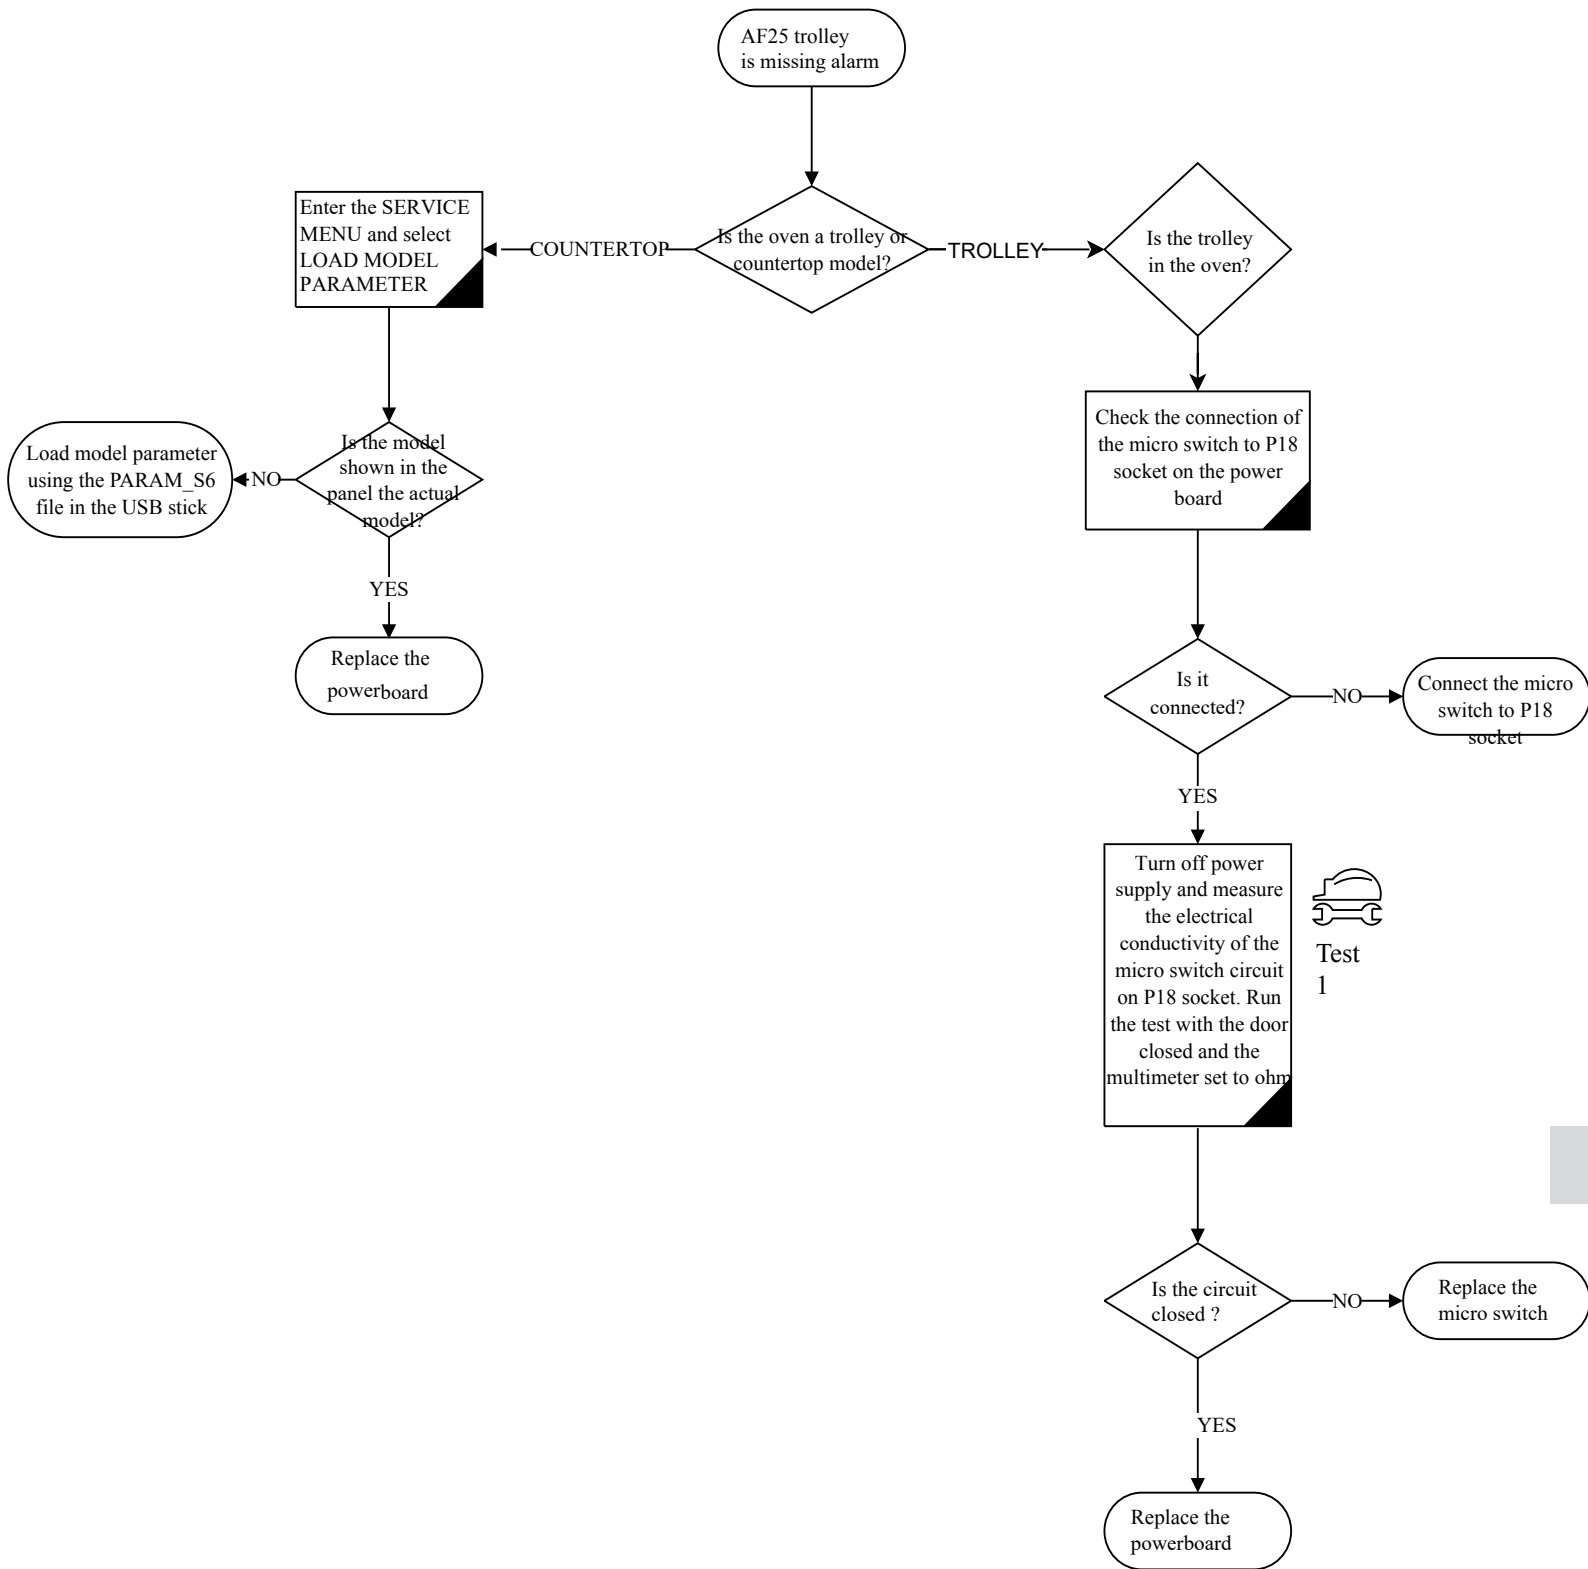 AF25 trolley
is missing alarm
Enter the SERVICE
MENU and select
LOAD MODEL
PARAMETER
COUNTERTOP
Is the oven a trolley or
countertop model?
TROLLEY
Is the trolley
in the oven?
Check the connection of
the micro switch to P18
socket on the power
board
Load model parameter
using the PARAM_S6
file in the USB stick
NO
Is the model
shown in the
panel the actual
model?
YES
Replace the
powerboard
Is it
connected?
NO
Connect the micro
switch to P18
socket
YES
Turn off power
supply and measure
the electrical
conductivity of the
micro switch circuit
on P18 socket. Run
the test with the door
closed and the
multimeter set to ohm
Test
1
Is the circuit
closed ?
NO
Replace the
micro switch
YES
Replace the
powerboard